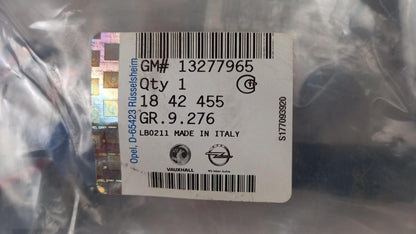 Opel, D-65423 Rüsselsheim
GM# 13277965
Qty 1
18 42 455
GR.9.276
LB0211 MADE IN ITALY
VAUXHALL
S177093920